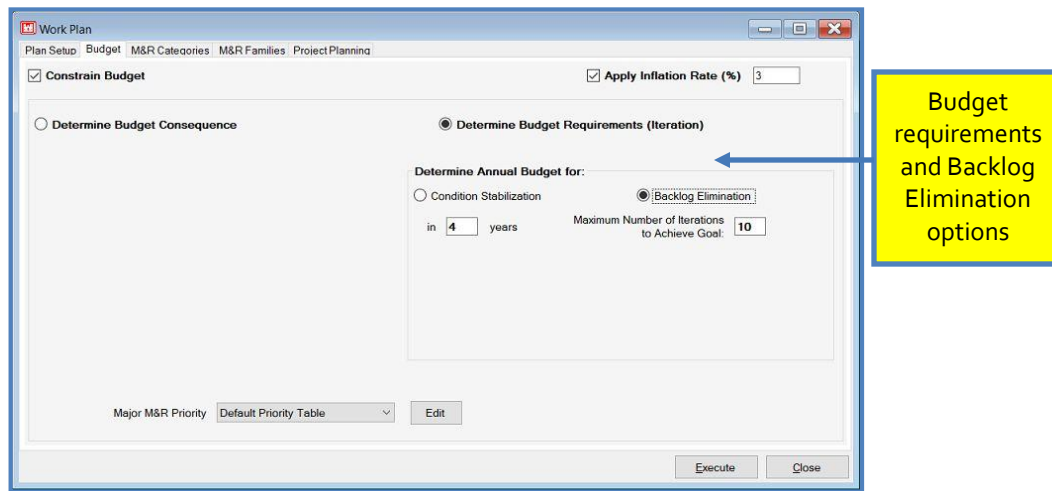 Work Plan
Plan Setup Budget M&R Categories M&R Families Project Planning
Constrain Budget
Apply Inflation Rate (%) 3
Determine Budget Consequence
Determine Budget Requirements (Iteration)
Determine Annual Budget for:
Condition Stabilization
Backlog Elimination
in 4 years
Maximum Number of Iterations
to Achieve Goal: 10
Major M&R Priority Default Priority Table Edit
Execute Close
Budget
requirements
and Backlog
Elimination
options